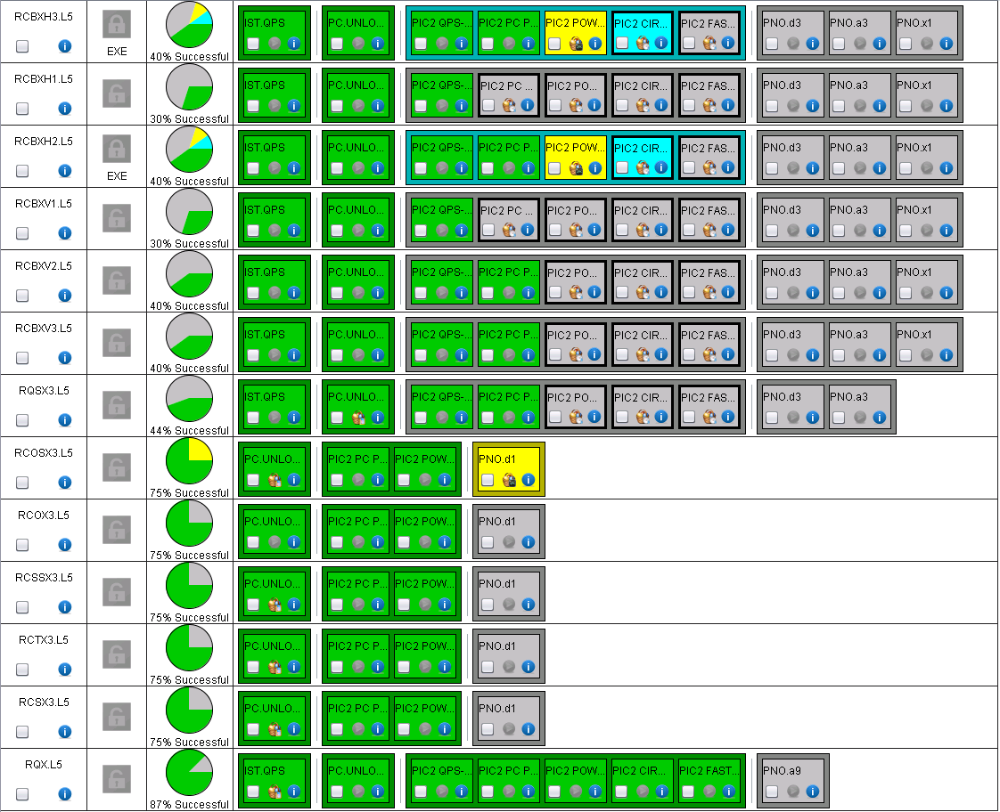 RCBXH3.L5
EXE
40% Successful
IST.QPS PC.UNLO... PIC2 QPS-... PIC2 PC P... PIC2 POW... PIC2 CIR... PIC2 FAS... PNO.d3 PNO.a3 PNO.x1
RCBXH1.L5
30% Successful
IST.QPS PC.UNLO... PIC2 QPS-... PIC2 PC ... PIC2 PO... PIC2 CIR... PIC2 FAS... PNO.d3 PNO.a3 PNO.x1
RCBXH2.L5
EXE
40% Successful
IST.QPS PC.UNLO... PIC2 QPS-... PIC2 PC P... PIC2 POW... PIC2 CIR... PIC2 FAS... PNO.d3 PNO.a3 PNO.x1
RCBXV1.L5
30% Successful
IST.QPS PC.UNLO... PIC2 QPS-... PIC2 PC ... PIC2 PO... PIC2 CIR... PIC2 FAS... PNO.d3 PNO.a3 PNO.x1
RCBXV2.L5
40% Successful
IST.QPS PC.UNLO... PIC2 QPS-... PIC2 PC P... PIC2 PO... PIC2 CIR... PIC2 FAS... PNO.d3 PNO.a3 PNO.x1
RCBXV3.L5
40% Successful
IST.QPS PC.UNLO... PIC2 QPS-... PIC2 PC P... PIC2 PO... PIC2 CIR... PIC2 FAS... PNO.d3 PNO.a3 PNO.x1
RQSX3.L5
44% Successful
IST.QPS PC.UNLO... PIC2 QPS-... PIC2 PC P... PIC2 PO... PIC2 CIR... PIC2 FAS... PNO.d3 PNO.a3
RCOSX3.L5
75% Successful
PC.UNLO... PIC2 PC P... PIC2 POW... PNO.d1
RCOX3.L5
75% Successful
PC.UNLO... PIC2 PC P... PIC2 POW... PNO.d1
RCSSX3.L5
75% Successful
PC.UNLO... PIC2 PC P... PIC2 POW... PNO.d1
RCTX3.L5
75% Successful
PC.UNLO... PIC2 PC P... PIC2 POW... PNO.d1
RCSX3.L5
75% Successful
PC.UNLO... PIC2 PC P... PIC2 POW... PNO.d1
RQX.L5
87% Successful
IST.QPS PC.UNLO... PIC2 QPS-... PIC2 PC P... PIC2 POW... PIC2 CIR... PIC2 FAST... PNO.a9